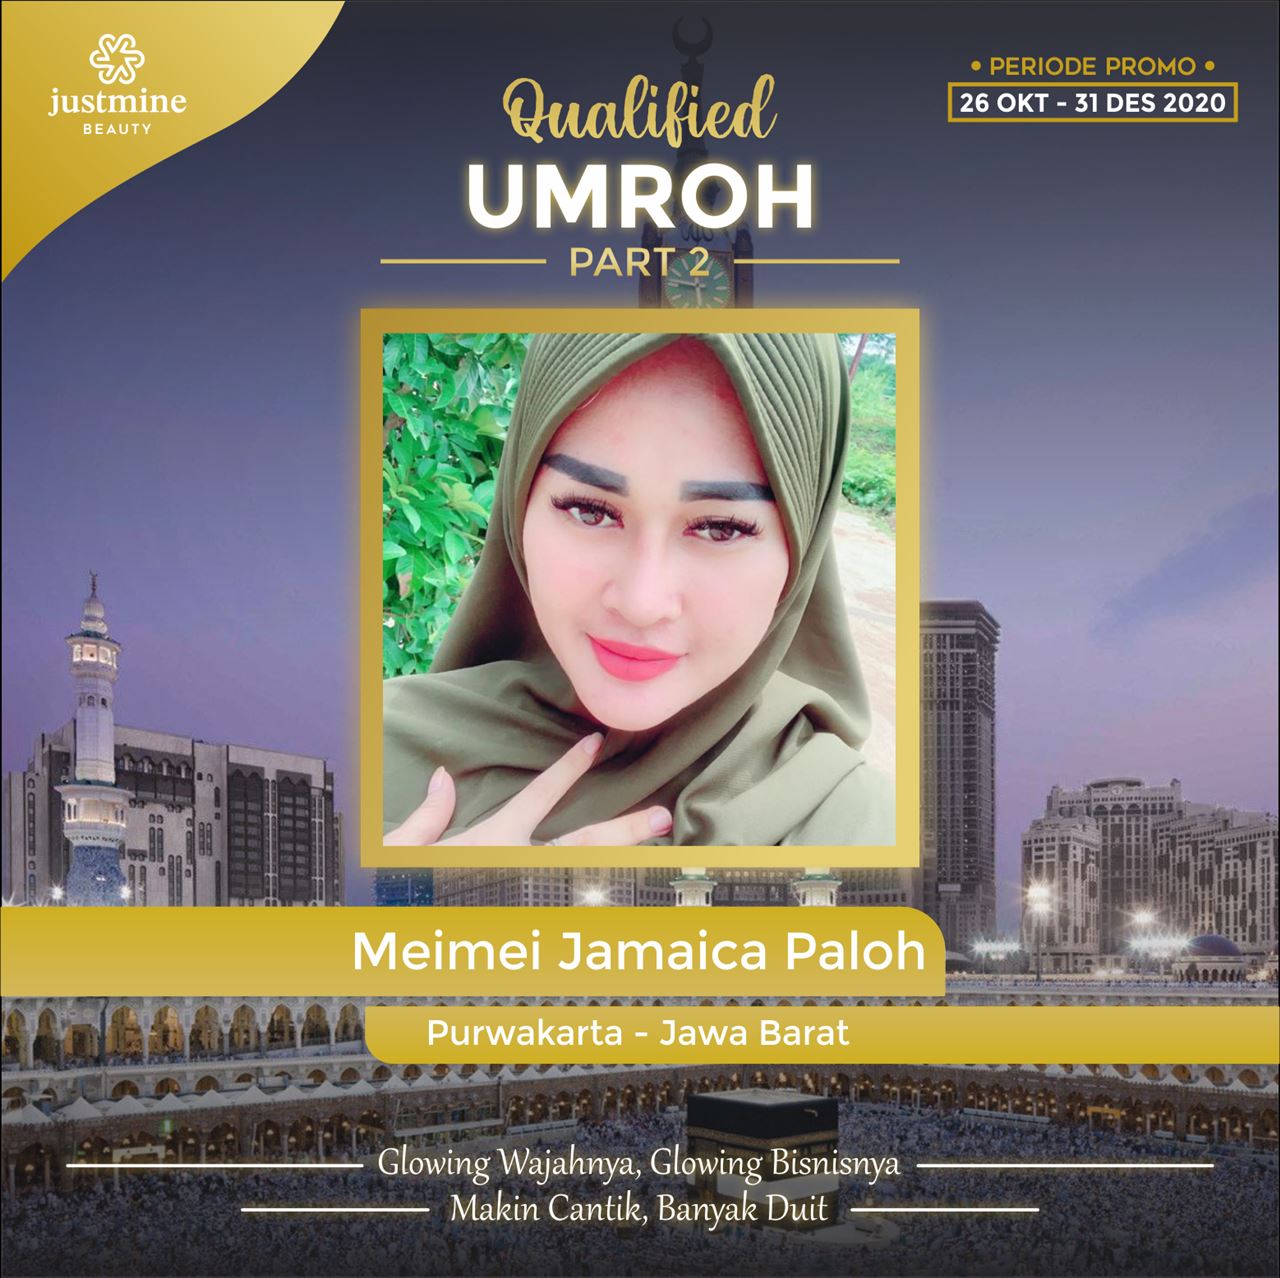 justmine
BEAUTY
• PERIODE PROMO •
26 OKT - 31 DES 2020
Qualified
UMROH
PART 2
Meimei Jamaica Paloh
Purwakarta - Jawa Barat
Glowing Wajahnya, Glowing Bisnisnya
Makin Cantik, Banyak Duit